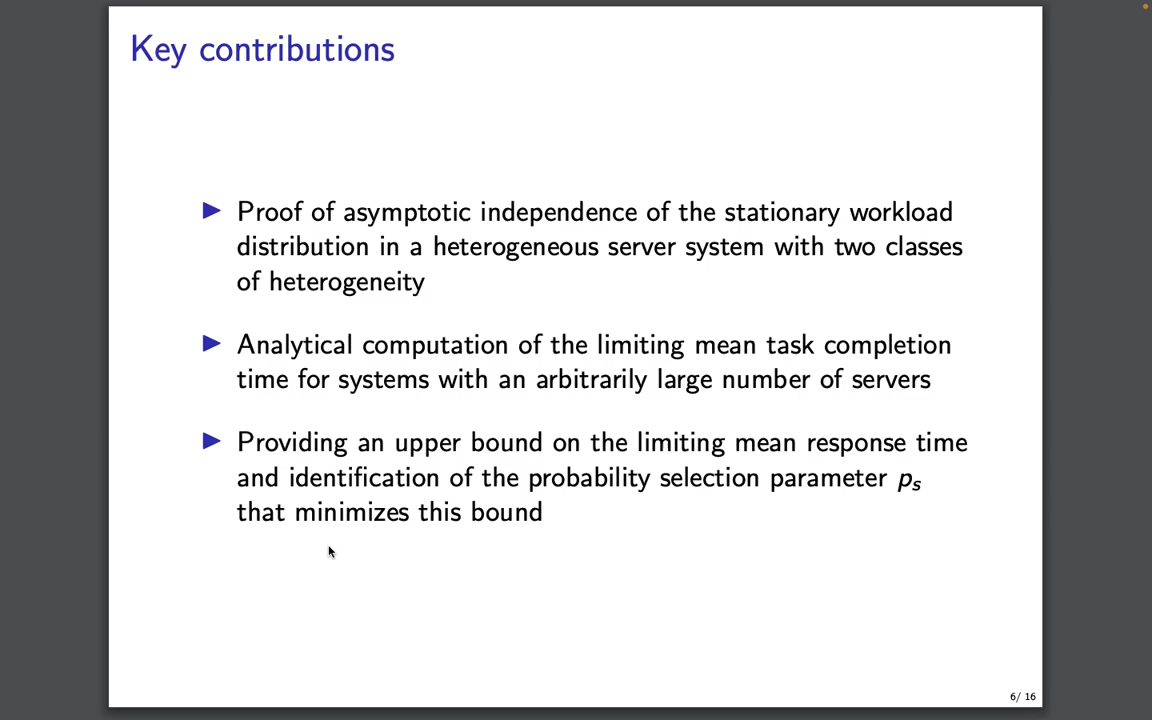 Key contributions
▶ Proof of asymptotic independence of the stationary workload
distribution in a heterogeneous server system with two classes
of heterogeneity
▶ Analytical computation of the limiting mean task completion
time for systems with an arbitrarily large number of servers
▶ Providing an upper bound on the limiting mean response time
and identification of the probability selection parameter pₛ
that minimizes this bound
6/ 16